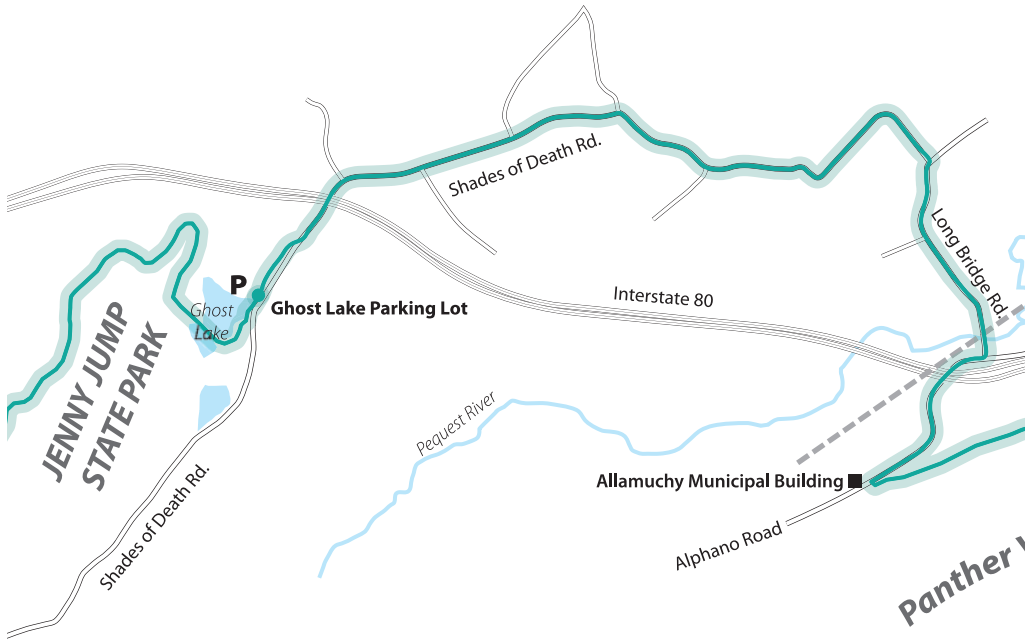 Shades of Death Rd.
Long Bridge Rd.
P
Ghost Lake Parking Lot
Ghost
Lake
Interstate 80
JENNY JUMP
STATE PARK
Pequest River
Shades of Death Rd.
Allamuchy Municipal Building
Alphano Road
Panther